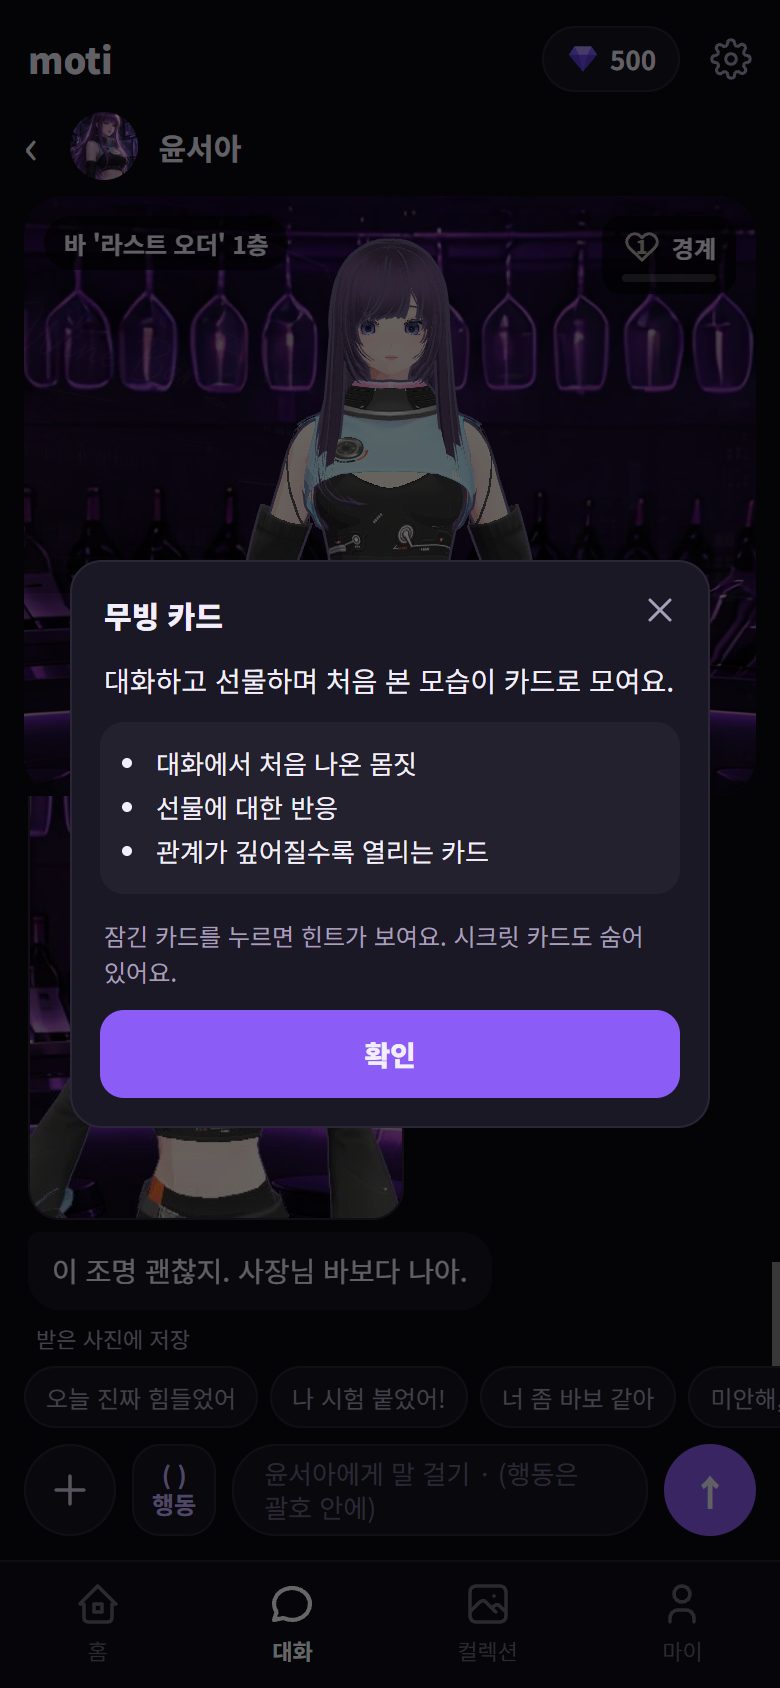 moti
500
윤서아
바 '라스트 오더' 1층
1 경계
무빙 카드
대화하고 선물하며 처음 본 모습이 카드로 모여요.
대화에서 처음 나온 몸짓
선물에 대한 반응
관계가 깊어질수록 열리는 카드
잠긴 카드를 누르면 힌트가 보여요. 시크릿 카드도 숨어
있어요.
확인
이 조명 괜찮지. 사장님 바보다 나아.
받은 사진에 저장
오늘 진짜 힘들었어
나 시험 붙었어!
너 좀 바보 같아
미안해,
( )
행동
윤서아에게 말 걸기 · (행동은
괄호 안에)
홈
대화
컬렉션
마이